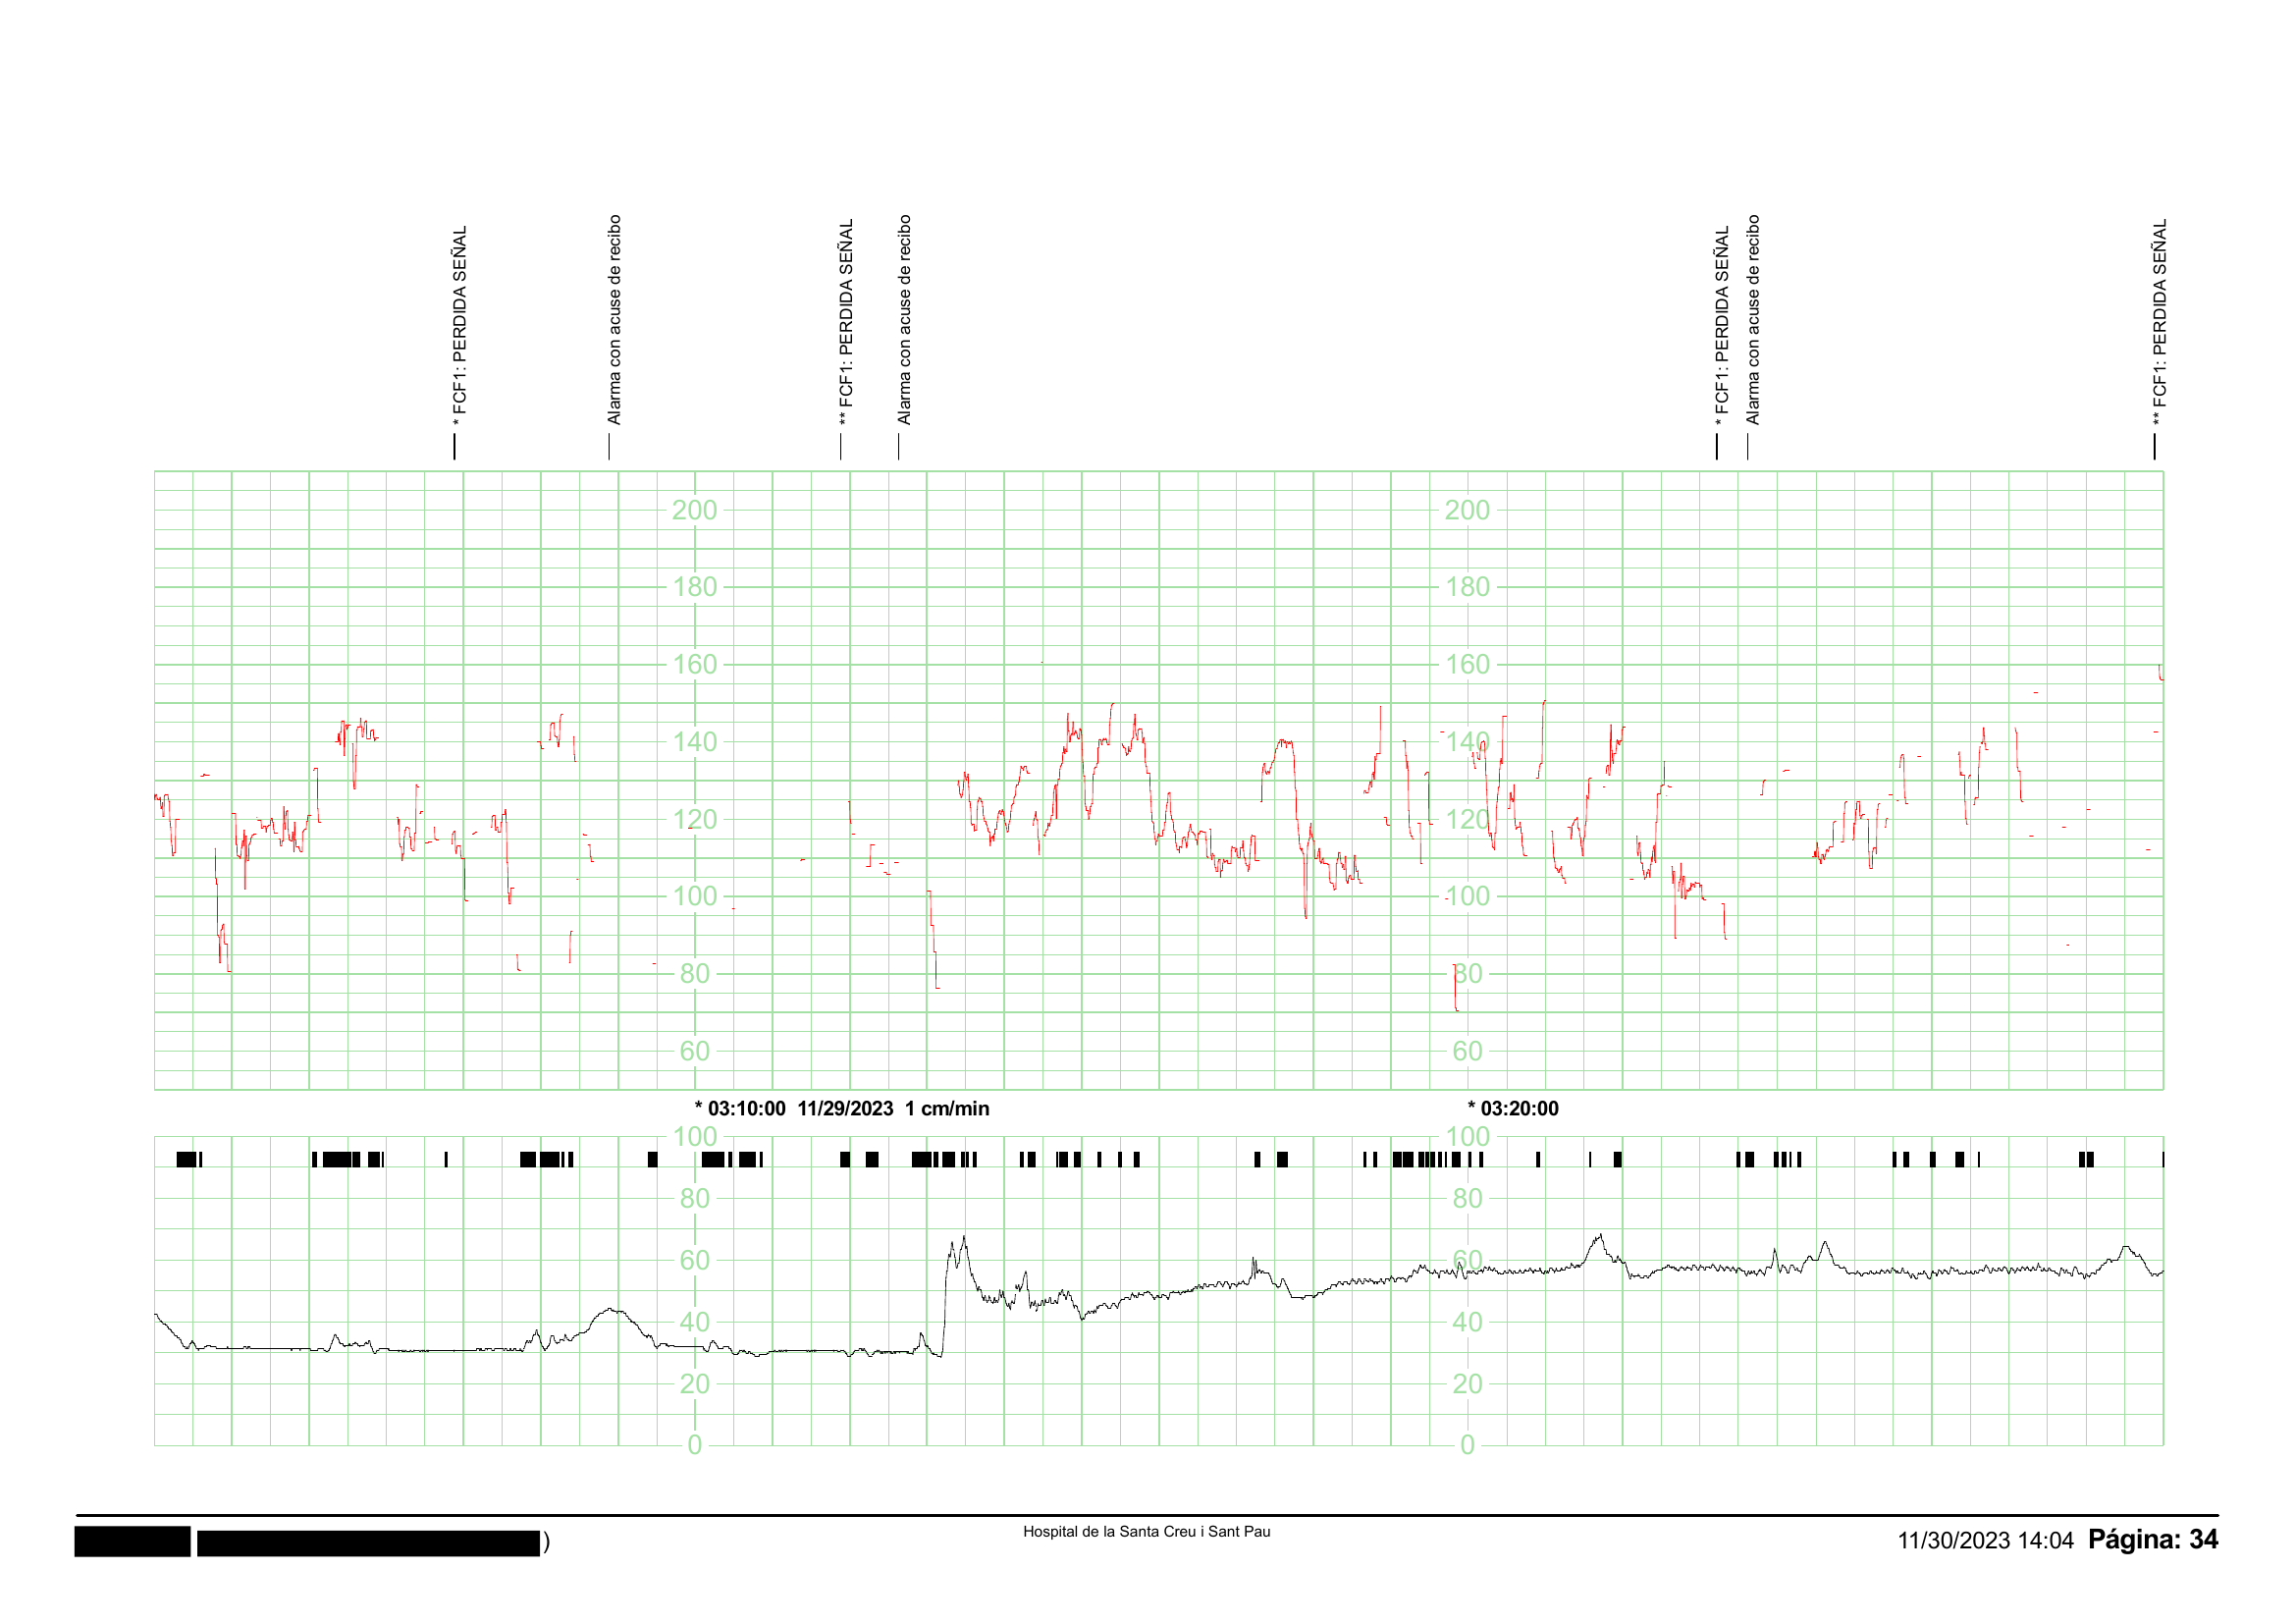 * FCF1: PERDIDA SEÑAL
Alarma con acuse de recibo
** FCF1: PERDIDA SEÑAL
Alarma con acuse de recibo
* FCF1: PERDIDA SEÑAL
Alarma con acuse de recibo
** FCF1: PERDIDA SEÑAL
200 200
180 180
160 160
140 140
120 120
100 100
80 80
60 60
* 03:10:00 11/29/2023 1 cm/min * 03:20:00
100 100
80 80
60 60
40 40
20 20
0 0
) Hospital de la Santa Creu i Sant Pau 11/30/2023 14:04 Página: 34